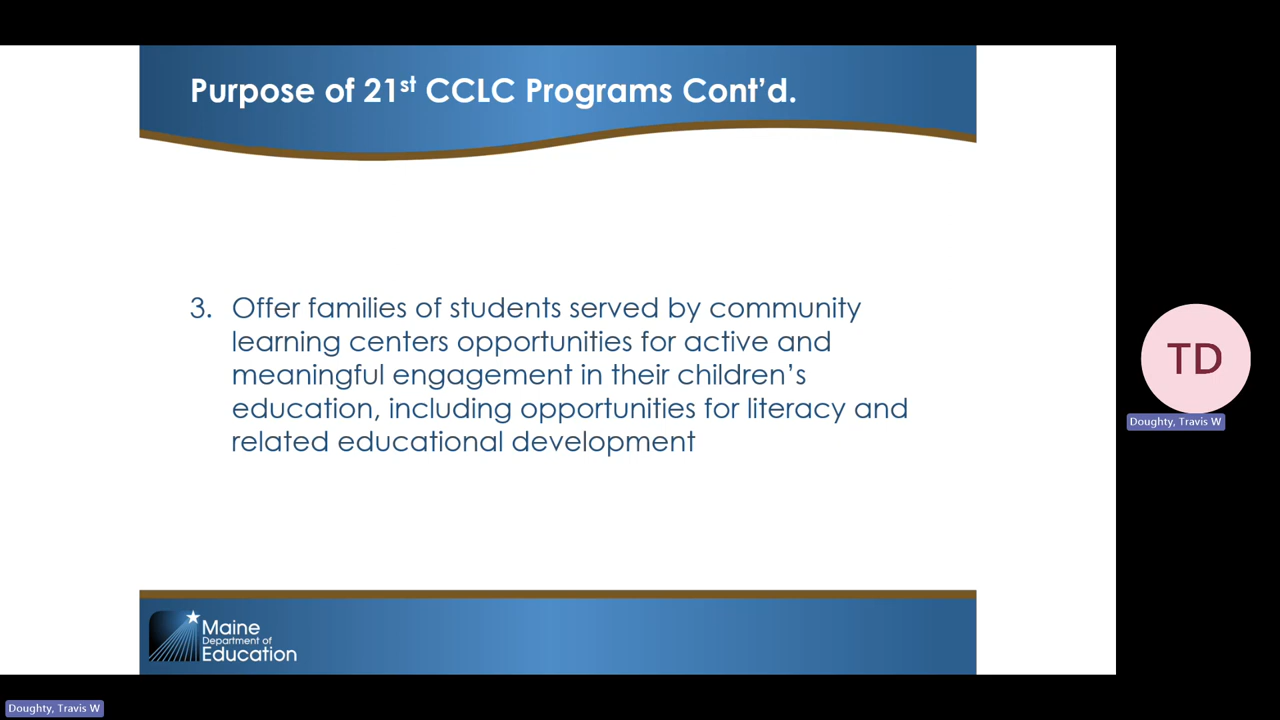 Purpose of 21st CCLC Programs Cont’d.
3. Offer families of students served by community
learning centers opportunities for active and
meaningful engagement in their children’s
education, including opportunities for literacy and
related educational development
TD
Doughty, Travis W
Maine
Department of
Education
Doughty, Travis W